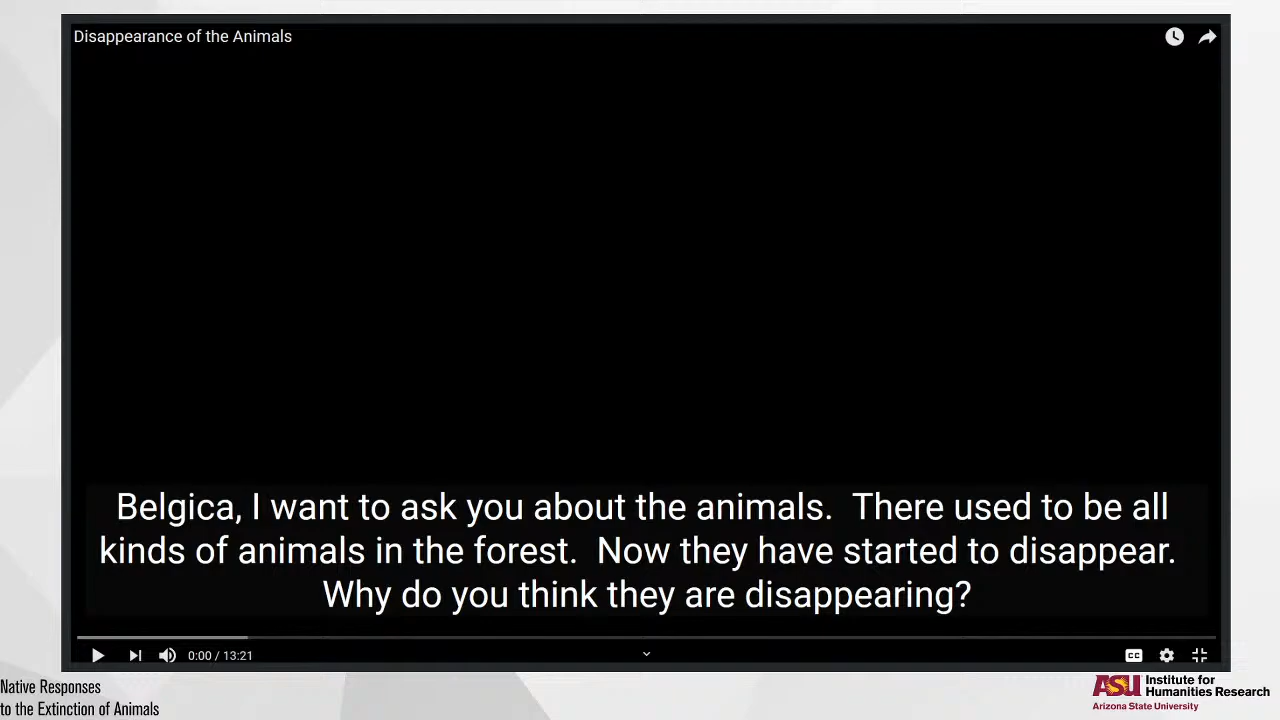 Disappearance of the Animals
Belgica, I want to ask you about the animals.  There used to be all
kinds of animals in the forest.  Now they have started to disappear.
Why do you think they are disappearing?
0:00 / 13:21
CC
Native Responses
to the Extinction of Animals
ASU Institute for
Humanities Research
Arizona State University